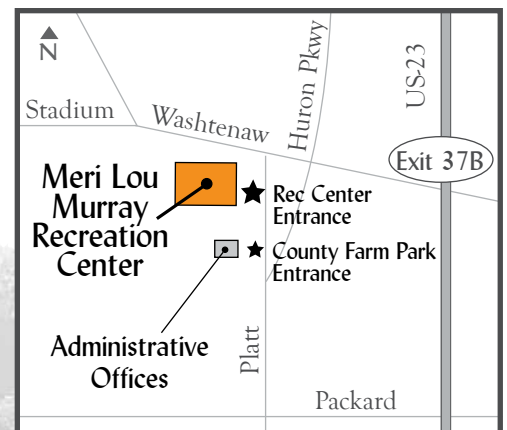 N
Stadium
Washtenaw
Huron Pkwy
US-23
Exit 37B
Meri Lou
Murray
Recreation
Center
Rec Center
Entrance
County Farm Park
Entrance
Administrative
Offices
Platt
Packard